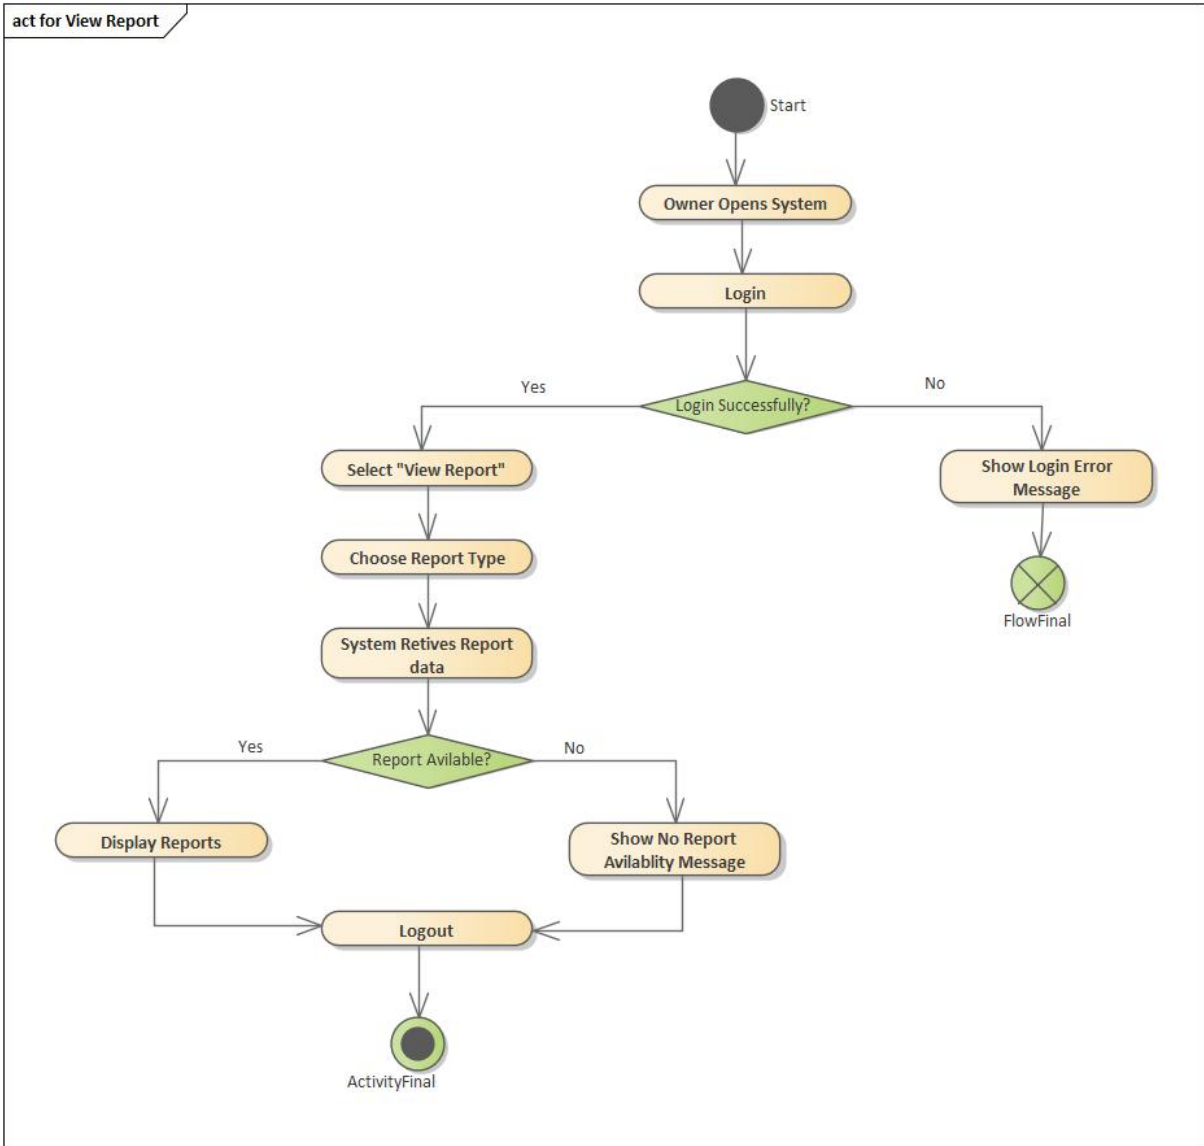 act for View Report
Start
Owner Opens System
Login
Login Successfully?
Yes
No
Select "View Report"
Show Login Error
Message
Choose Report Type
FlowFinal
System Retives Report
data
Report Avilable?
Yes
No
Display Reports
Show No Report
Avilablity Message
Logout
ActivityFinal